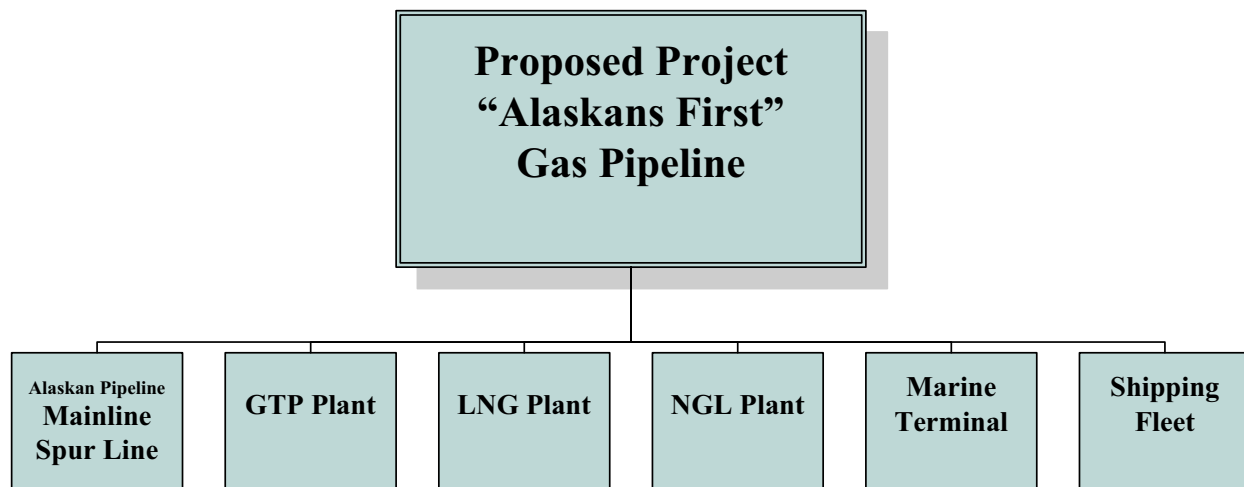 Proposed Project
“Alaskans First”
Gas Pipeline
Alaskan Pipeline
Mainline
Spur Line
GTP Plant
LNG Plant
NGL Plant
Marine
Terminal
Shipping
Fleet